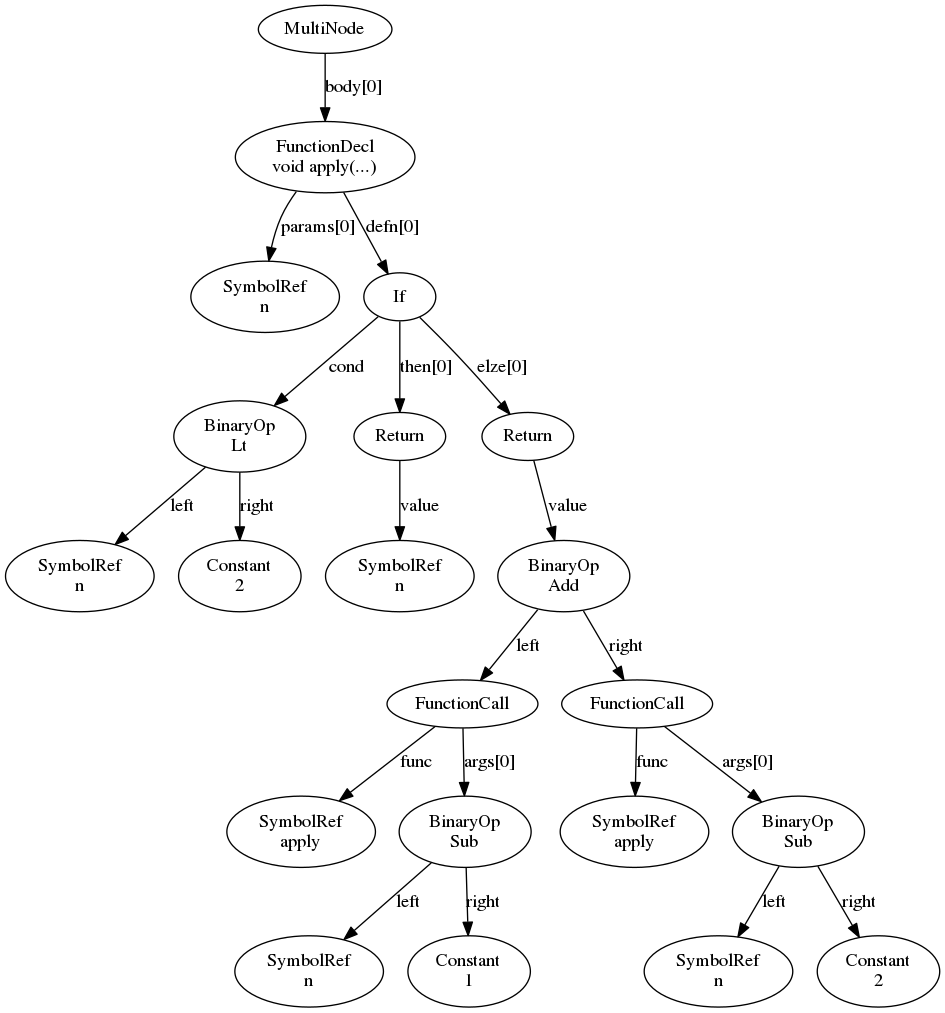 MultiNode
body[0]
FunctionDecl
void apply(...)
params[0]
defn[0]
SymbolRef
n
If
cond
then[0]
elze[0]
BinaryOp
Lt
Return
Return
left
right
value
value
SymbolRef
n
Constant
2
SymbolRef
n
BinaryOp
Add
left
right
FunctionCall
FunctionCall
func
args[0]
func
args[0]
SymbolRef
apply
BinaryOp
Sub
SymbolRef
apply
BinaryOp
Sub
left
right
left
right
SymbolRef
n
Constant
1
SymbolRef
n
Constant
2